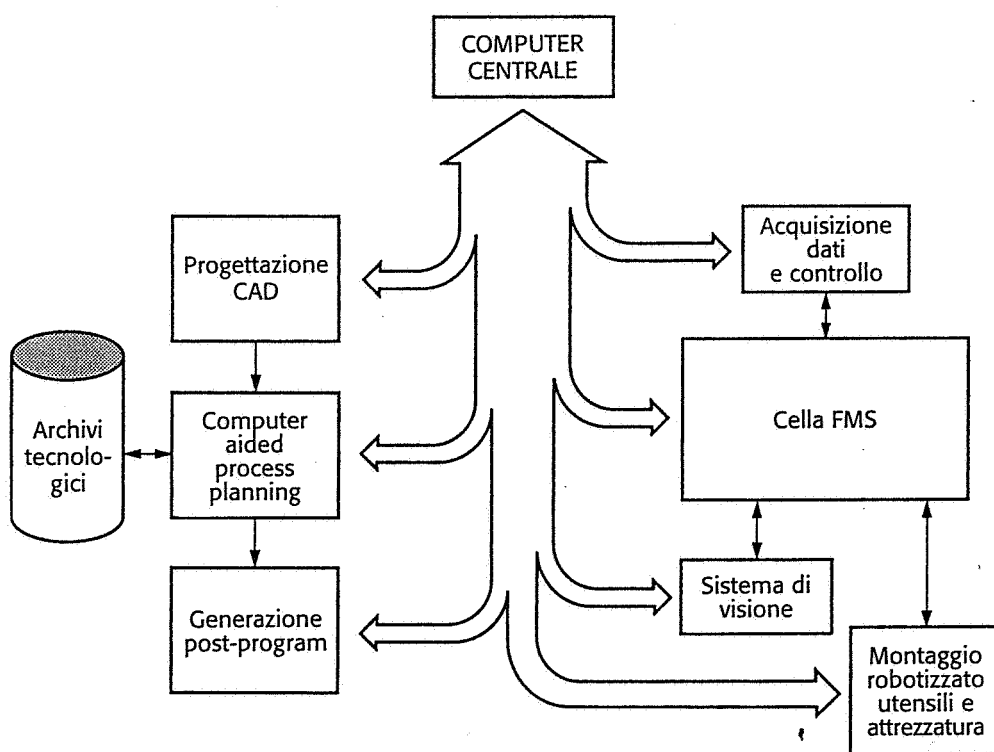 COMPUTER
CENTRALE
Progettazione
CAD
Acquisizione
dati
e controllo
Archivi
tecnolo-
gici
Computer
aided
process
planning
Cella FMS
Generazione
post-program
Sistema di
visione
Montaggio
robotizzato
utensili e
attrezzatura